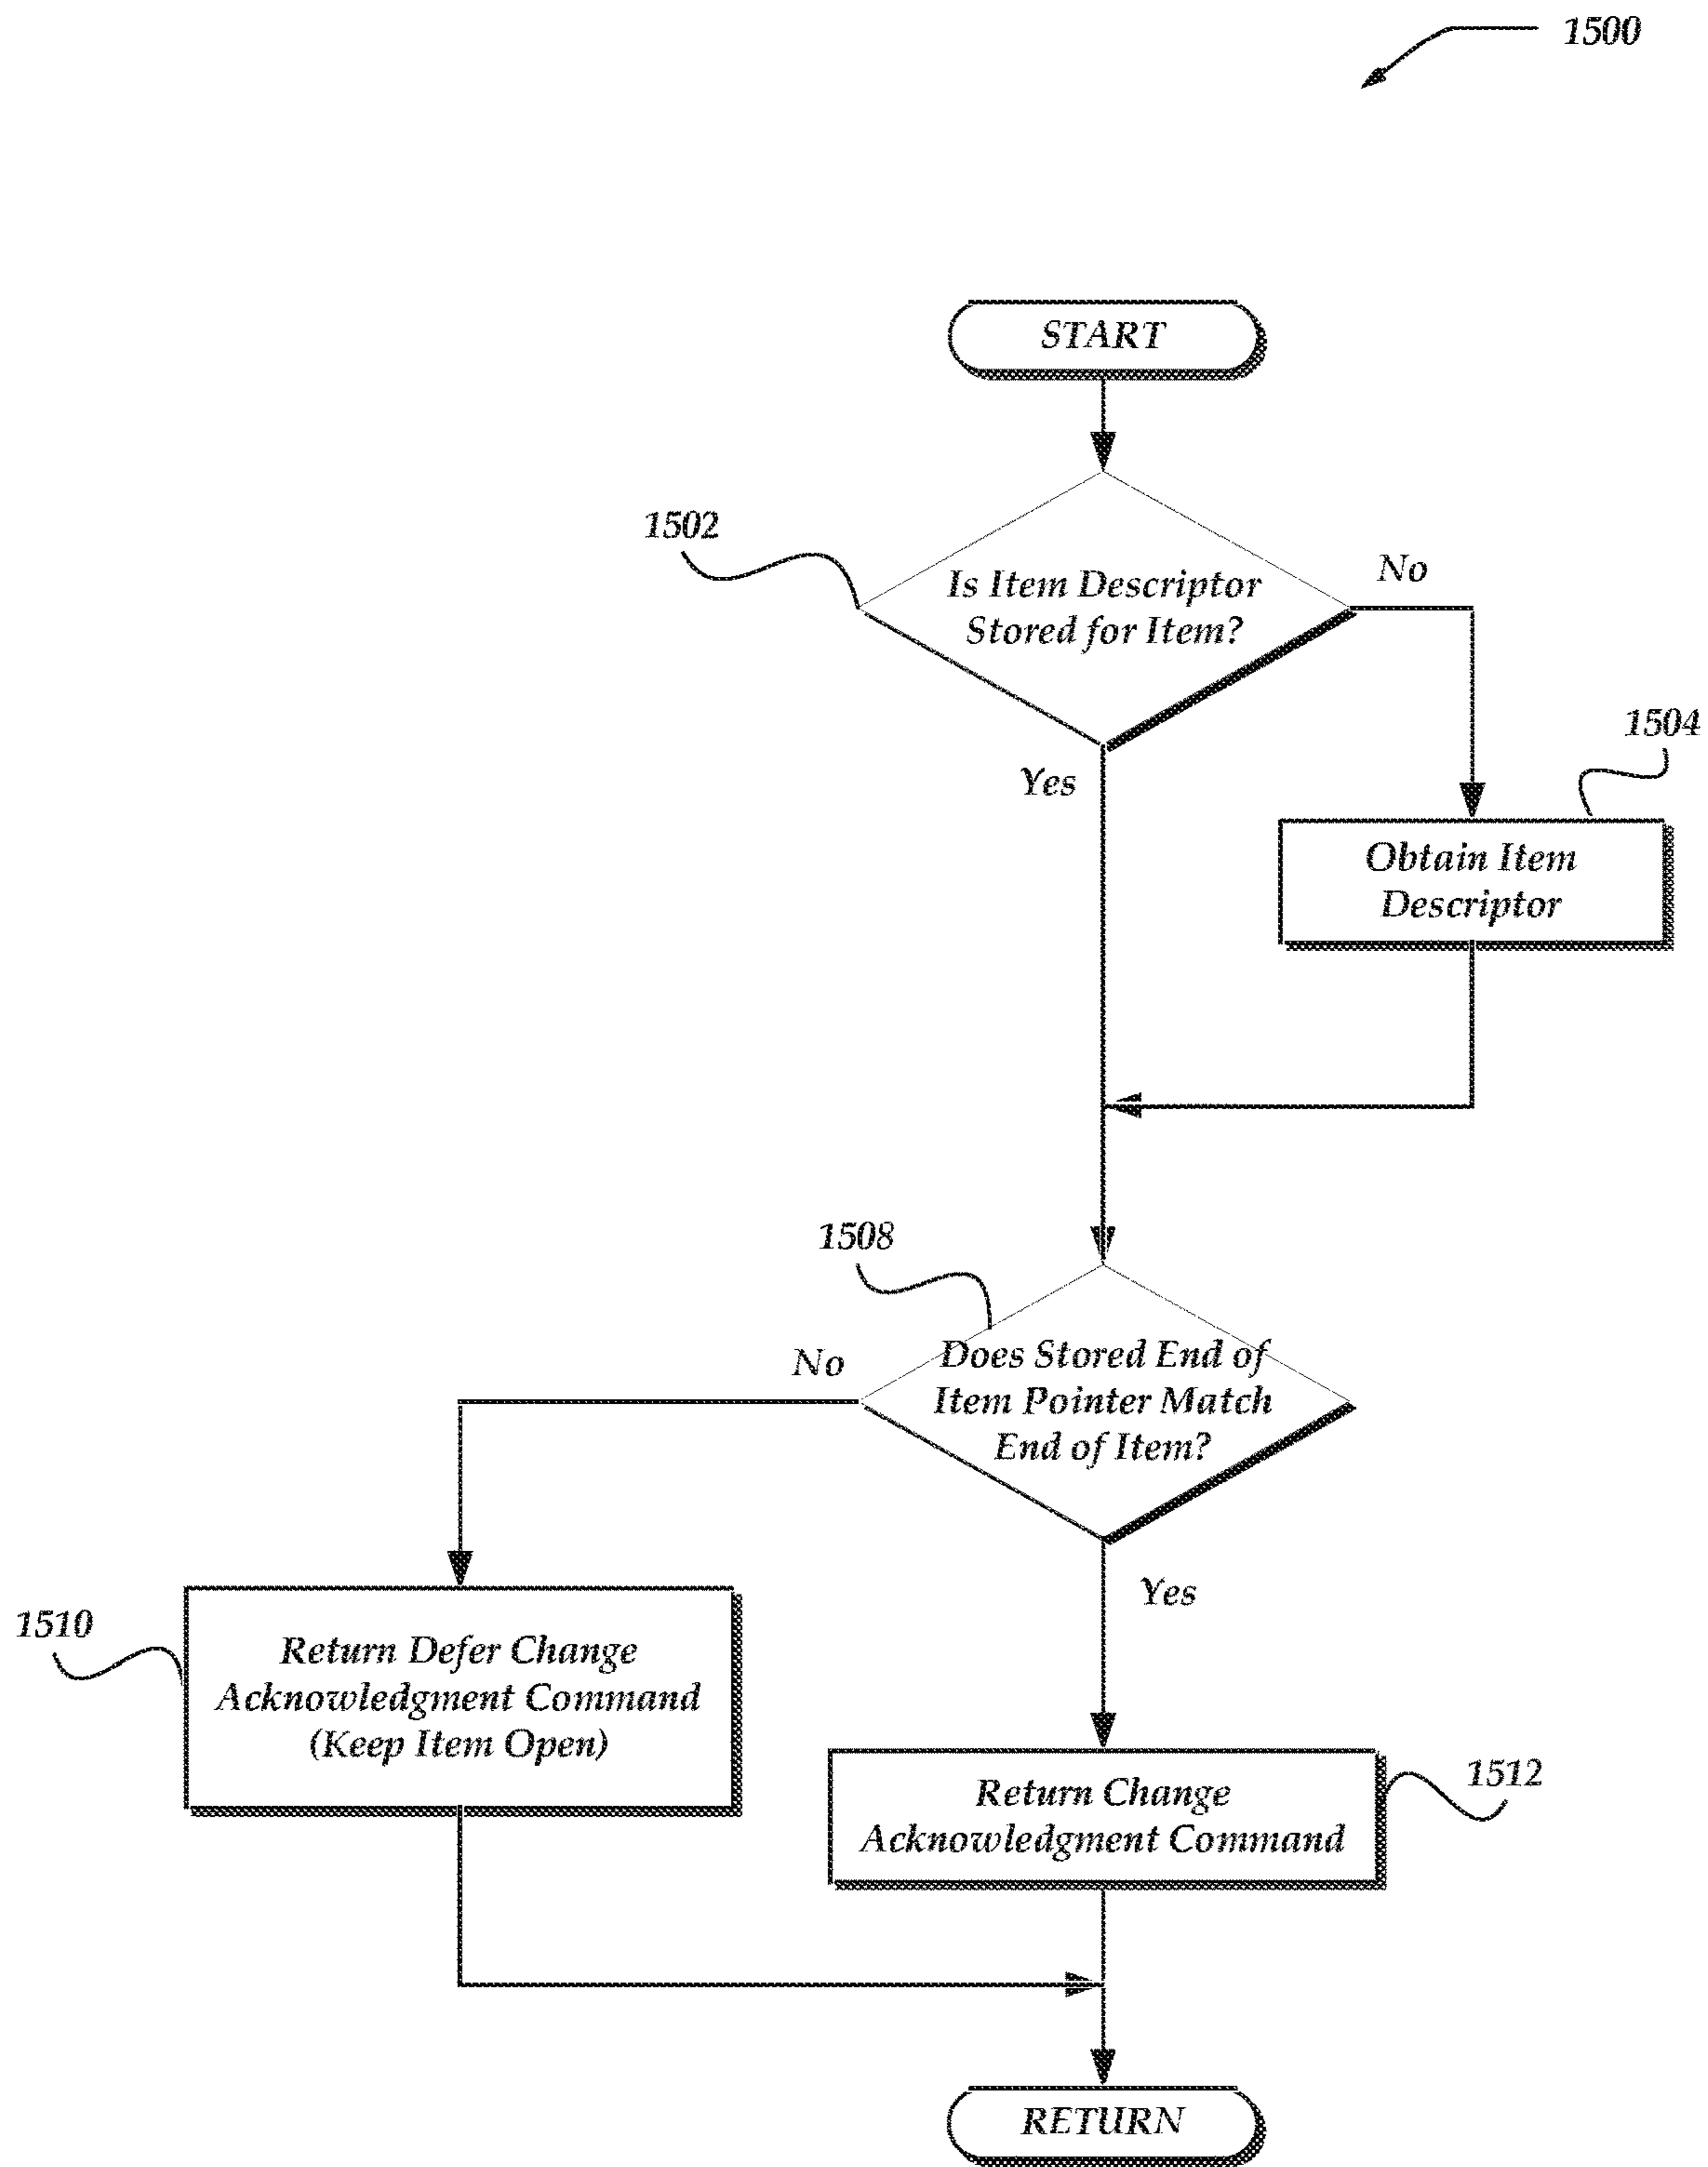 1500
START
1502
Is Item Descriptor
Stored for Item?
No
Yes
1504
Obtain Item
Descriptor
1508
Does Stored End of
Item Pointer Match
End of Item?
No
Yes
1510
Return Defer Change
Acknowledgment Command
(Keep Item Open)
1512
Return Change
Acknowledgment Command
RETURN